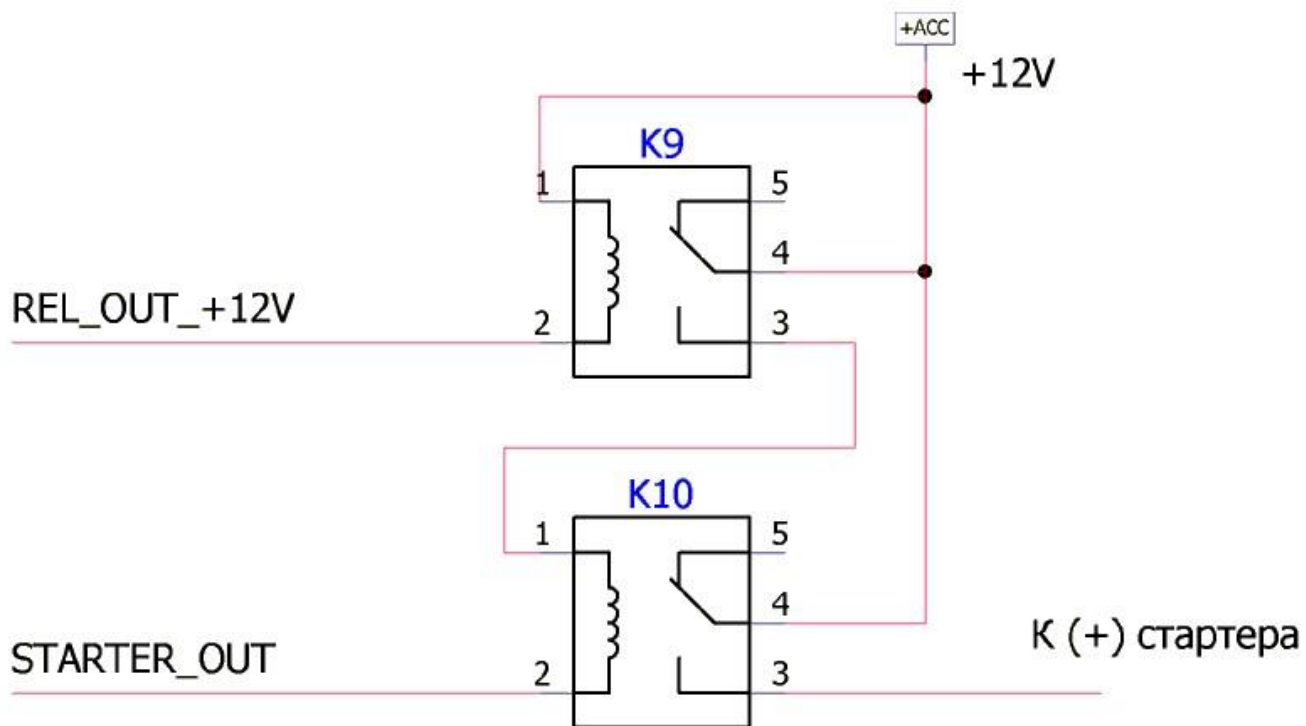 +ACC
+12V
K9
1
5
4
REL_OUT_+12V
2
3
K10
1
5
4
К (+) стартера
STARTER_OUT
2
3